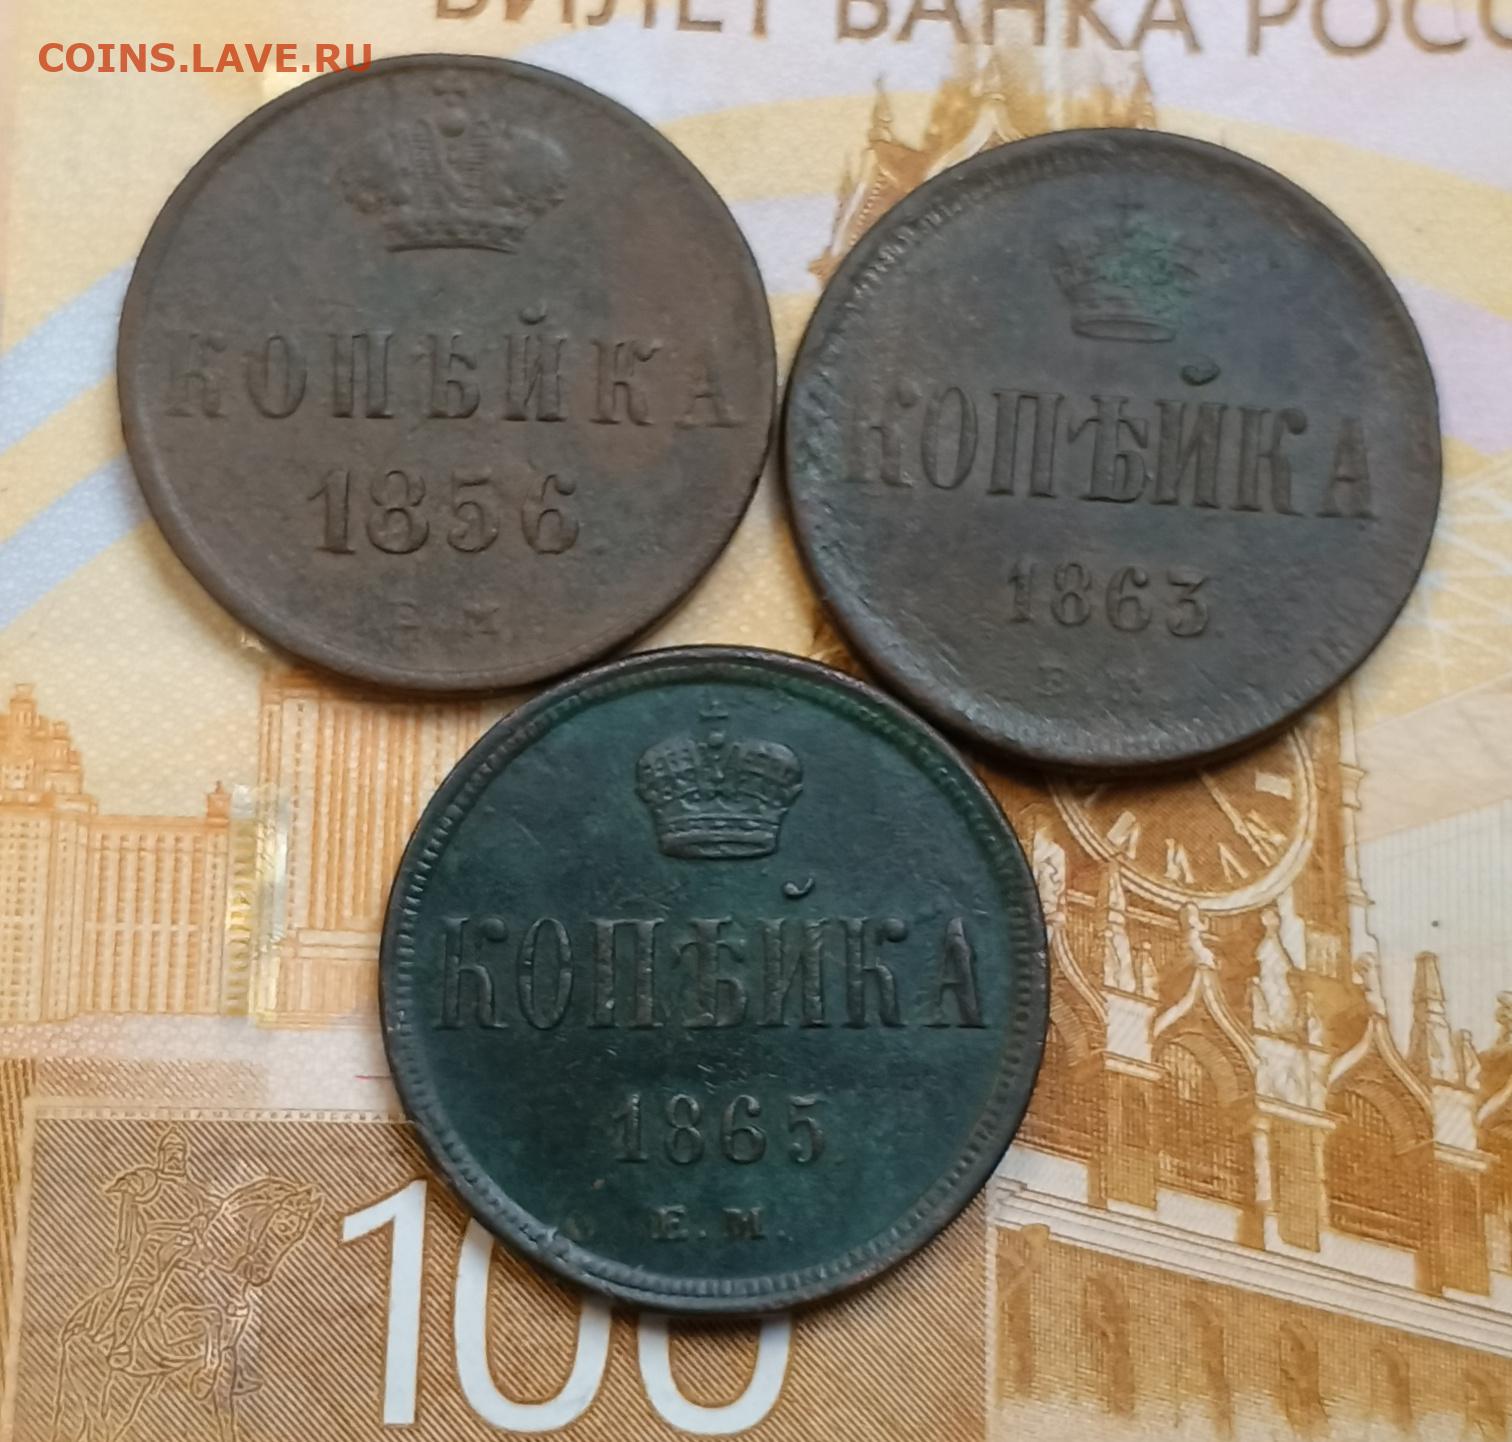 COINS.LAVE.RU
БИЛЕТ БАНКА РОСС
КОПѢЙКА
1856
КОПѢЙКА
1863
КОПѢЙКА
1865
Е.М.
100